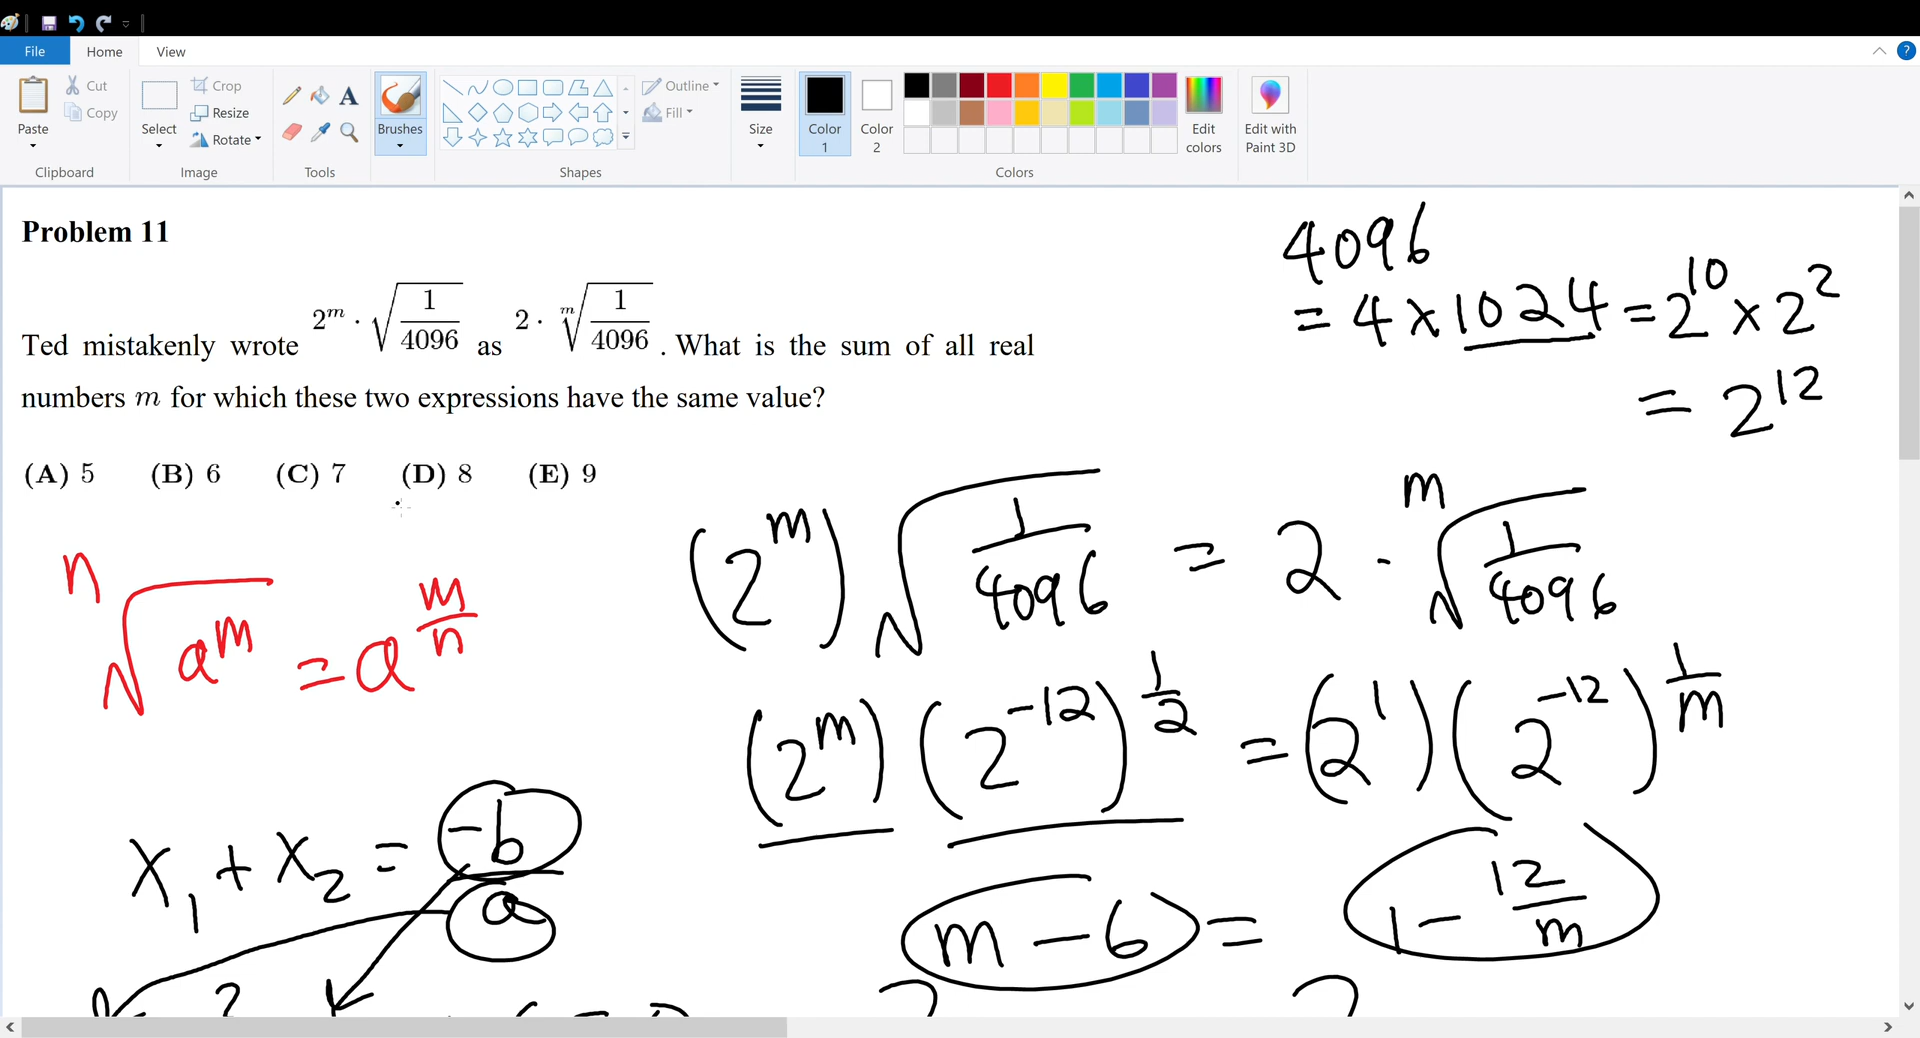 File Home View
Paste Cut Copy Clipboard
Select Crop Resize Rotate Image
A Tools
Brushes
Outline Fill Shapes
Size
Color 1 Color 2 Edit colors Colors
Edit with Paint 3D
Problem 11
Ted mistakenly wrote 2^m · √(1/4096) as 2 · ᵐ√(1/4096) . What is the sum of all real
numbers m for which these two expressions have the same value?
(A) 5 (B) 6 (C) 7 (D) 8 (E) 9
4096
= 4 × 1024 = 2^10 × 2^2
= 2^12
(2^m) √(1/4096) = 2 · ᵐ√(1/4096)
ⁿ√(a^m) = a^(m/n)
(2^m) (2^-12)^(1/2) = (2^1) (2^-12)^(1/m)
x₁ + x₂ = -b/a
m - 6 = 1 - 12/m